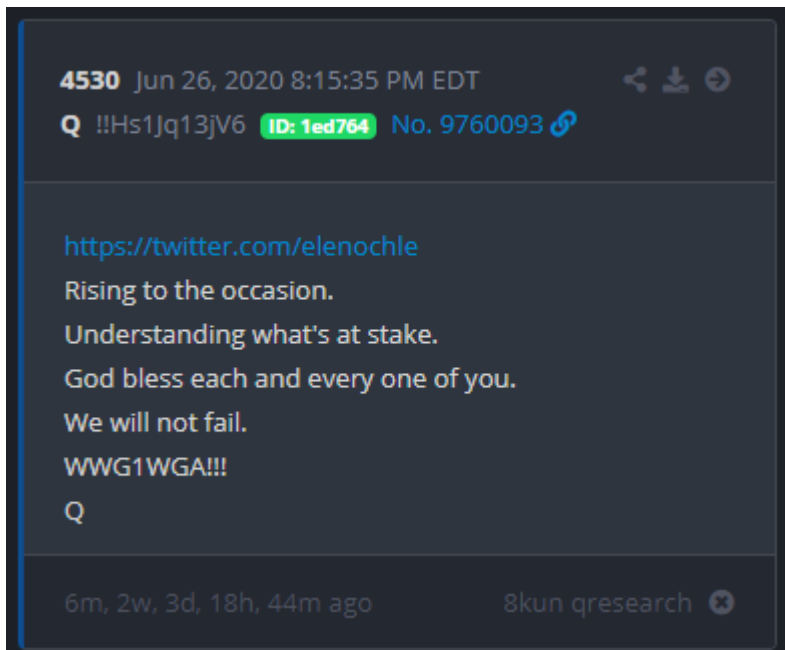 4530 Jun 26, 2020 8:15:35 PM EDT
Q !!Hs1Jq13jV6 ID: 1ed764 No. 9760093
https://twitter.com/elenochle
Rising to the occasion.
Understanding what's at stake.
God bless each and every one of you.
We will not fail.
WWG1WGA!!!
Q
6m, 2w, 3d, 18h, 44m ago 8kun qresearch